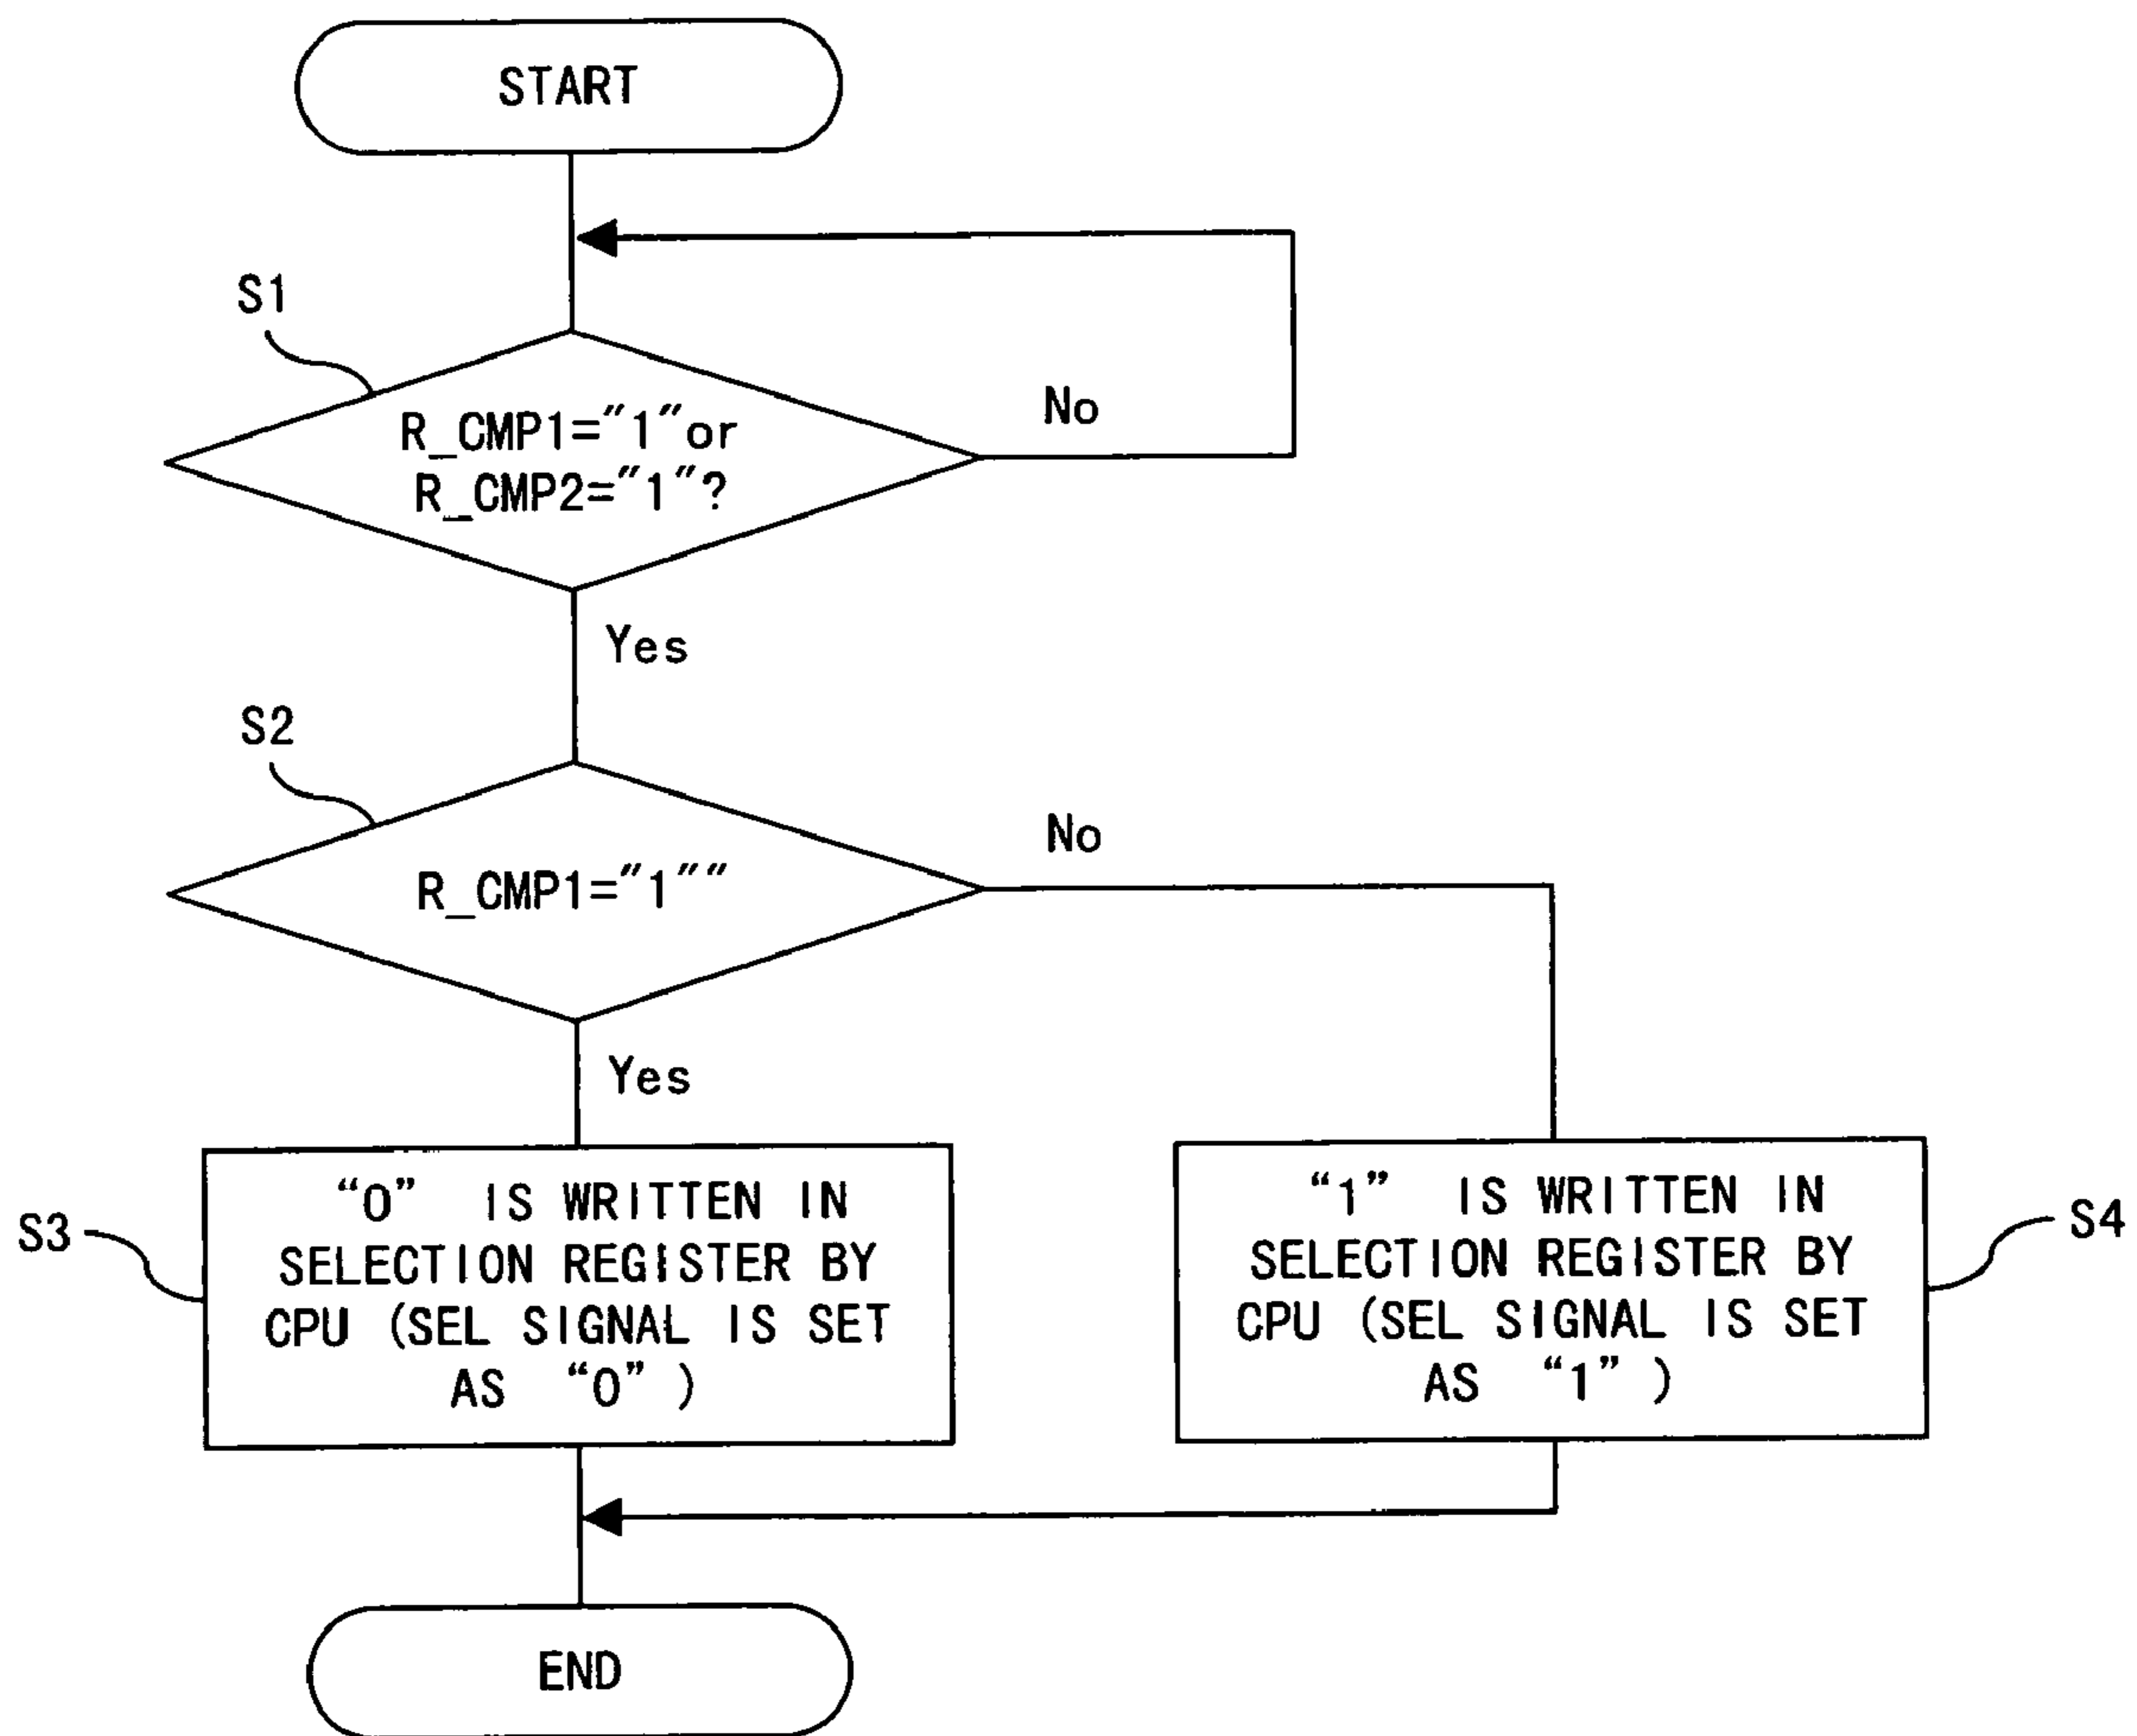 START
S1
R_CMP1="1"or
R_CMP2="1"?
No
Yes
S2
R_CMP1="1""
No
Yes
S3
“0” IS WRITTEN IN
SELECTION REGISTER BY
CPU (SEL SIGNAL IS SET
AS “0”)
“1” IS WRITTEN IN
SELECTION REGISTER BY
CPU (SEL SIGNAL IS SET
AS “1”)
S4
END